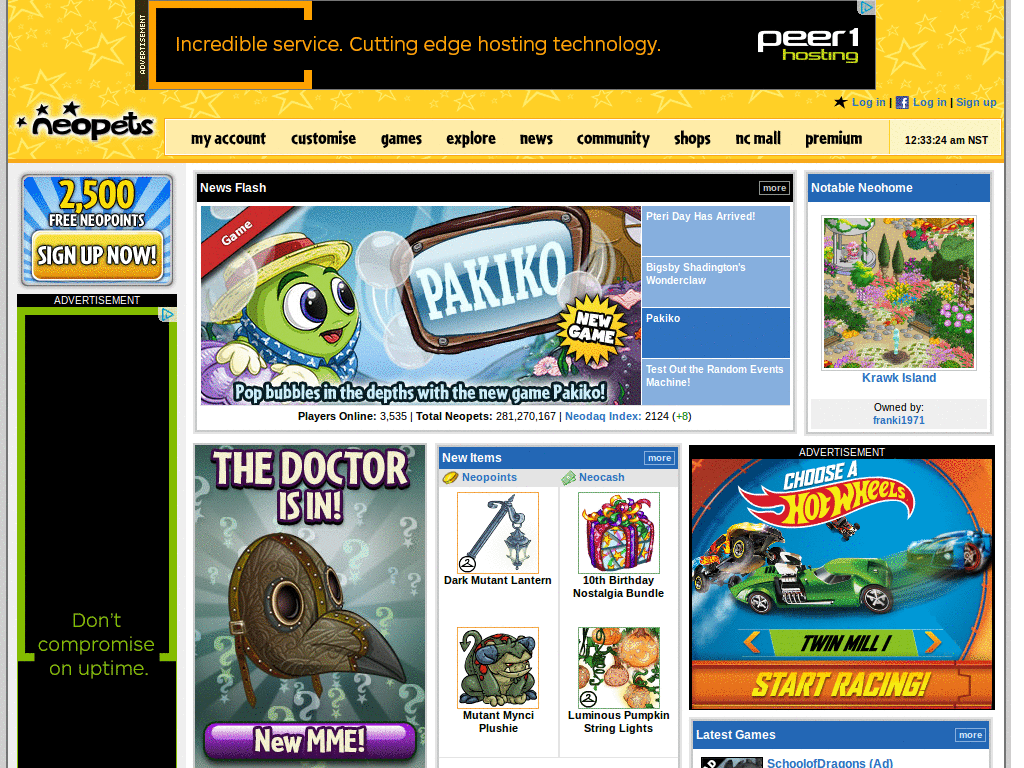 ADVERTISEMENT
Incredible service. Cutting edge hosting technology.
peer1
hosting
Log in | Log in | Sign up
neopets
my account customise games explore news community shops nc mall premium 12:33:24 am NST
2,500
FREE NEOPOINTS
SIGN UP NOW!
ADVERTISEMENT
Don't
compromise
on uptime.
News Flash more
Game
PAKIKO
NEW
GAME
Pop bubbles in the depths with the new game Pakiko!
Pteri Day Has Arrived!
Bigsby Shadington's
Wonderclaw
Pakiko
Test Out the Random Events
Machine!
Players Online: 3,535 | Total Neopets: 281,270,167 | Neodaq Index: 2124 (+8)
Notable Neohome
Krawk Island
Owned by:
franki1971
THE DOCTOR
IS IN!
New MME!
New Items more
Neopoints Neocash
2
Dark Mutant Lantern
10th Birthday
Nostalgia Bundle
Mutant Mynci
Plushie
2
Luminous Pumpkin
String Lights
ADVERTISEMENT
CHOOSE A
HOT WHEELS
TWIN MILL I
START RACING!
Latest Games more
SchoolofDragons (Ad)